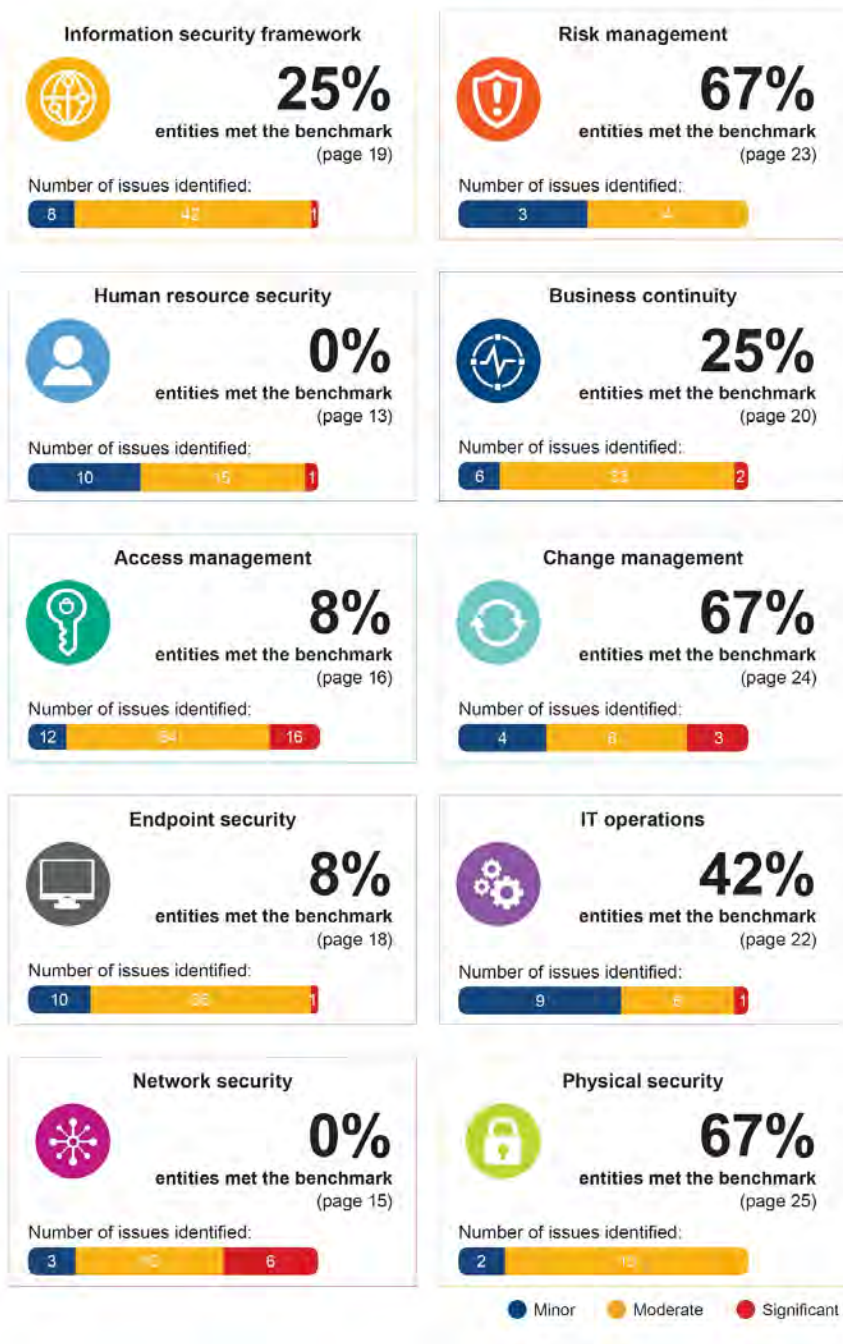 Information security framework
25%
entities met the benchmark
(page 19)
Number of issues identified:
8 42 1
Risk management
67%
entities met the benchmark
(page 23)
Number of issues identified:
3 4
Human resource security
0%
entities met the benchmark
(page 13)
Number of issues identified:
10 15 1
Business continuity
25%
entities met the benchmark
(page 20)
Number of issues identified:
6 33 2
Access management
8%
entities met the benchmark
(page 16)
Number of issues identified:
12 64 16
Change management
67%
entities met the benchmark
(page 24)
Number of issues identified:
4 6 3
Endpoint security
8%
entities met the benchmark
(page 18)
Number of issues identified:
10 36 1
IT operations
42%
entities met the benchmark
(page 22)
Number of issues identified:
9 6 1
Network security
0%
entities met the benchmark
(page 15)
Number of issues identified:
3 10 6
Physical security
67%
entities met the benchmark
(page 25)
Number of issues identified:
2
Minor Moderate Significant